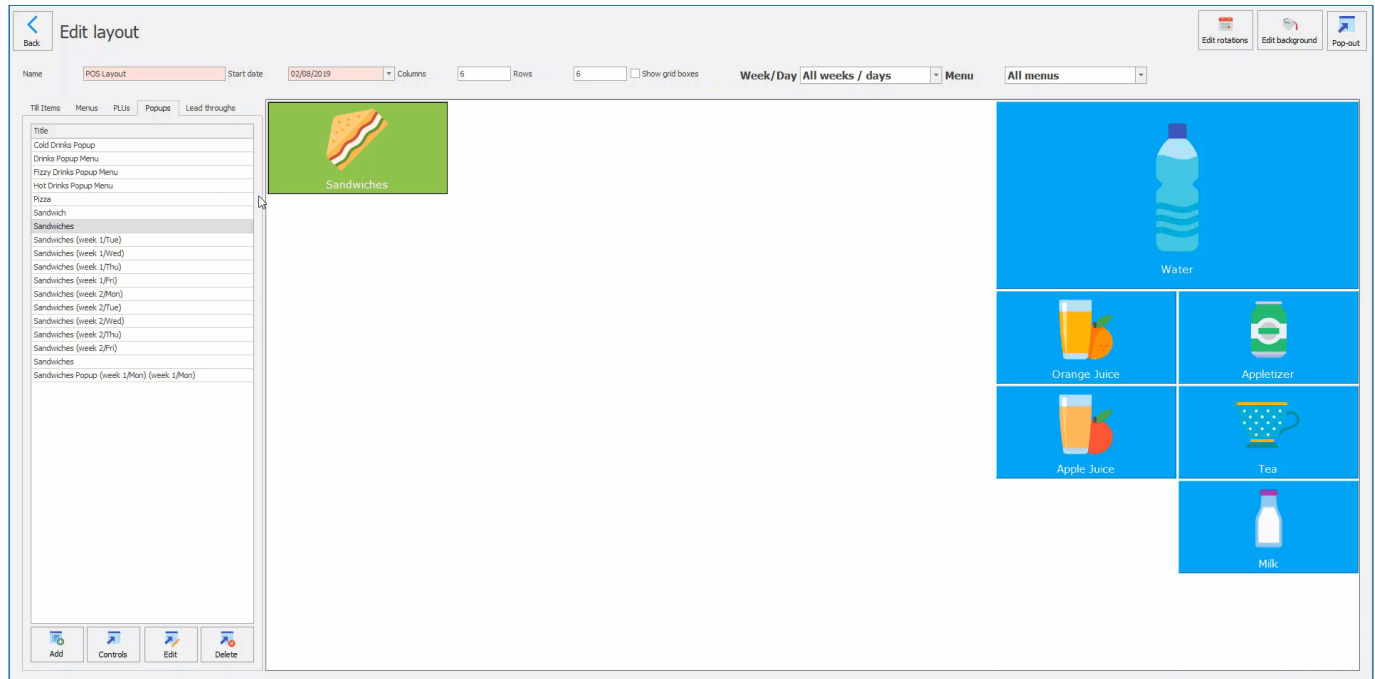 Back
Edit layout
Edit rotations
Edit background
Pop-out
Name
POS Layout
Start date
02/08/2019
Columns
6
Rows
6
Show grid boxes
Week/Day
All weeks / days
Menu
All menus
Till Items
Menus
PLUs
Popups
Lead throughs
Title
Cold Drinks Popup
Drinks Popup Menu
Fizzy Drinks Popup Menu
Hot Drinks Popup Menu
Pizza
Sandwich
Sandwiches
Sandwiches (week 1/Tue)
Sandwiches (week 1/Wed)
Sandwiches (week 1/Thu)
Sandwiches (week 1/Fri)
Sandwiches (week 2/Mon)
Sandwiches (week 2/Tue)
Sandwiches (week 2/Wed)
Sandwiches (week 2/Thu)
Sandwiches (week 2/Fri)
Sandwiches
Sandwiches Popup (week 1/Mon) (week 1/Mon)
Add
Controls
Edit
Delete
Sandwiches
Water
Orange Juice
Appletizer
Apple Juice
Tea
Milk